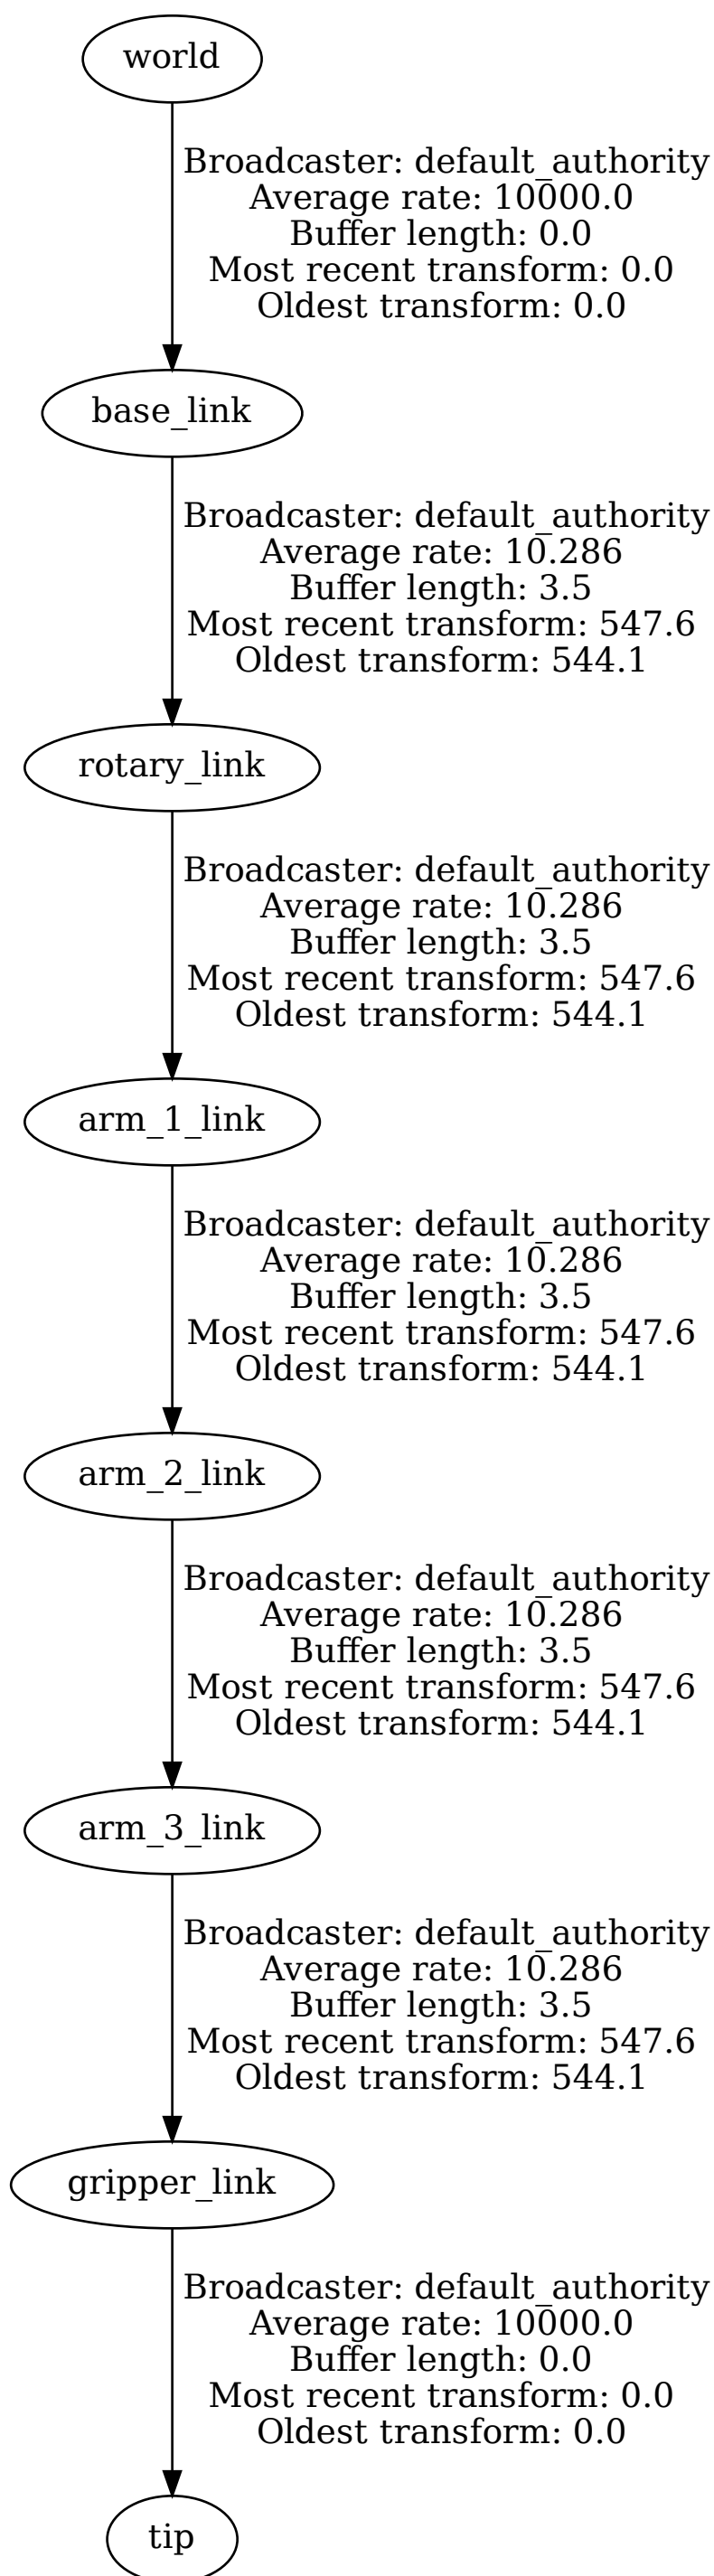 world
Broadcaster: default_authority
Average rate: 10000.0
Buffer length: 0.0
Most recent transform: 0.0
Oldest transform: 0.0
base_link
Broadcaster: default_authority
Average rate: 10.286
Buffer length: 3.5
Most recent transform: 547.6
Oldest transform: 544.1
rotary_link
Broadcaster: default_authority
Average rate: 10.286
Buffer length: 3.5
Most recent transform: 547.6
Oldest transform: 544.1
arm_1_link
Broadcaster: default_authority
Average rate: 10.286
Buffer length: 3.5
Most recent transform: 547.6
Oldest transform: 544.1
arm_2_link
Broadcaster: default_authority
Average rate: 10.286
Buffer length: 3.5
Most recent transform: 547.6
Oldest transform: 544.1
arm_3_link
Broadcaster: default_authority
Average rate: 10.286
Buffer length: 3.5
Most recent transform: 547.6
Oldest transform: 544.1
gripper_link
Broadcaster: default_authority
Average rate: 10000.0
Buffer length: 0.0
Most recent transform: 0.0
Oldest transform: 0.0
tip